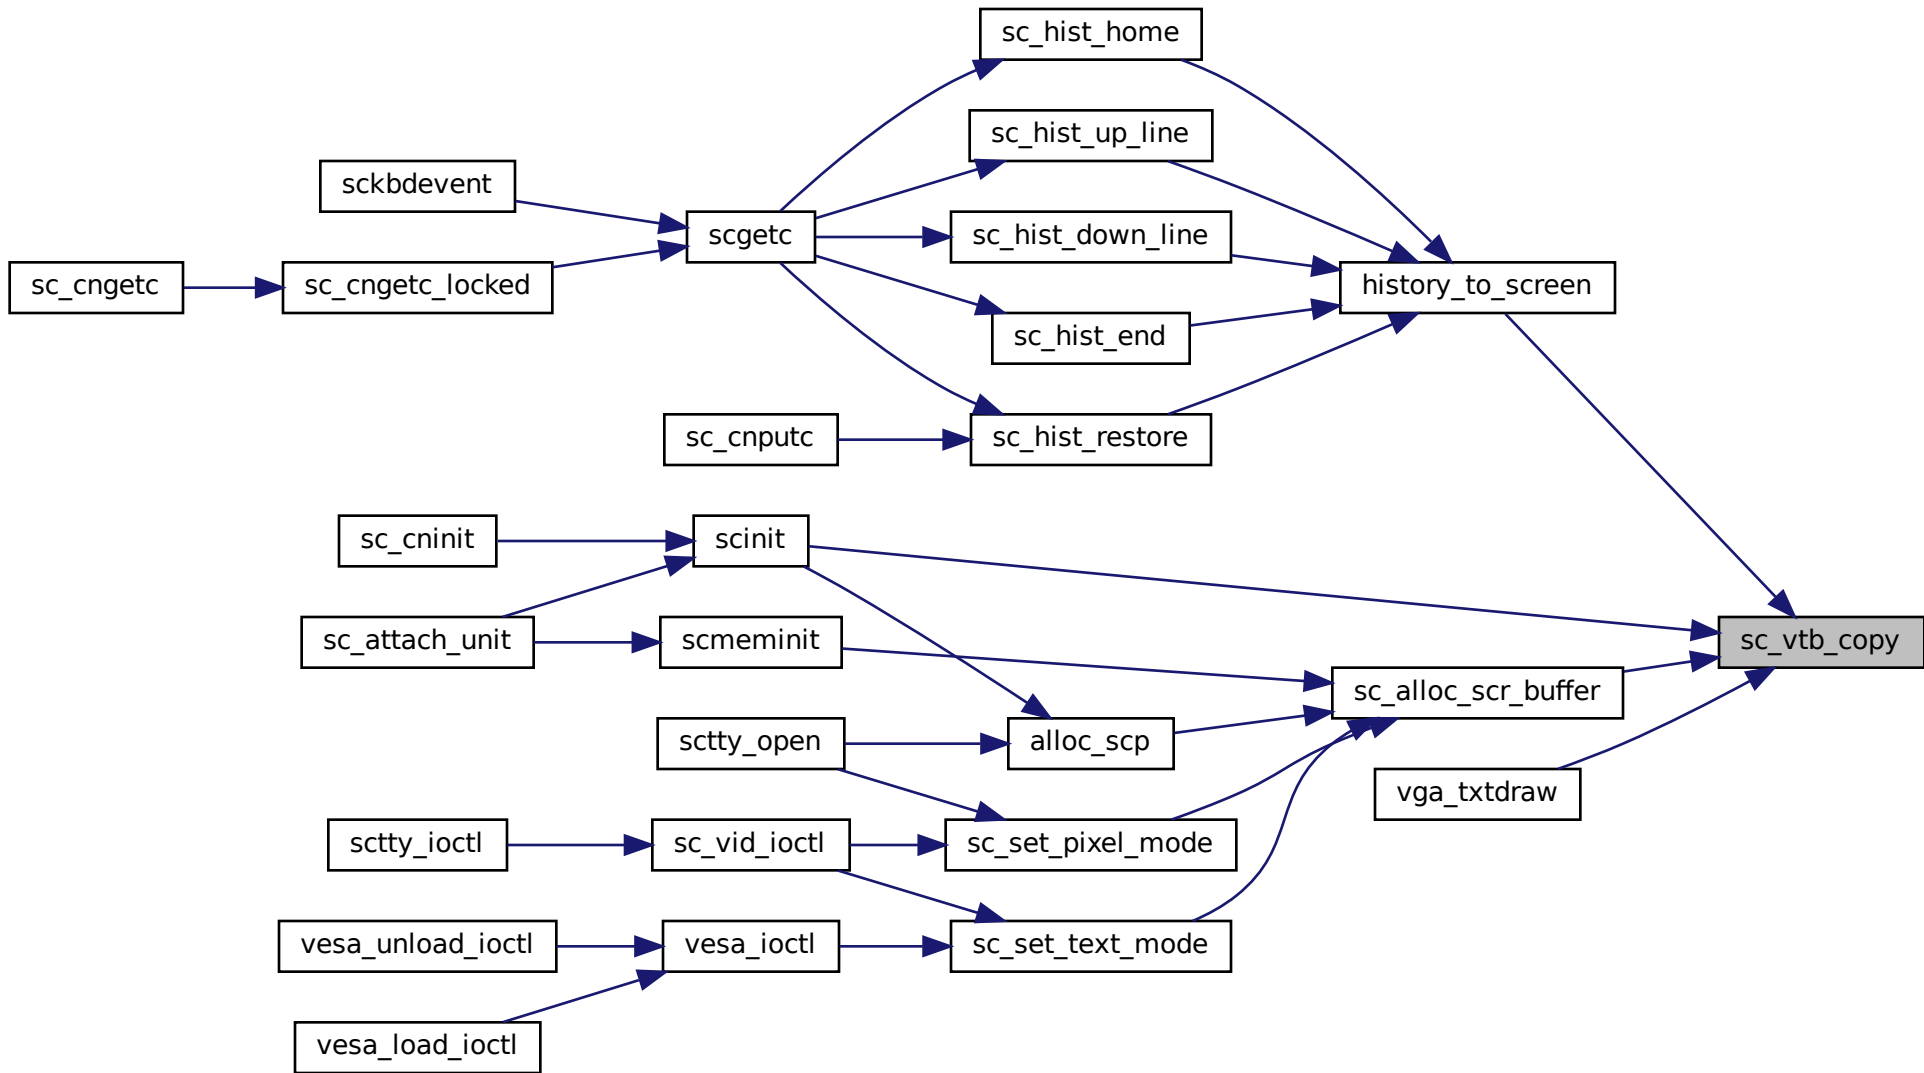 sc_hist_home
sc_hist_up_line
sckbdevent
scgetc
sc_hist_down_line
sc_cngetc
sc_cngetc_locked
history_to_screen
sc_hist_end
sc_cnputc
sc_hist_restore
sc_cninit
scinit
sc_attach_unit
scmeminit
sc_vtb_copy
sc_alloc_scr_buffer
sctty_open
alloc_scp
vga_txtdraw
sctty_ioctl
sc_vid_ioctl
sc_set_pixel_mode
vesa_unload_ioctl
vesa_ioctl
sc_set_text_mode
vesa_load_ioctl